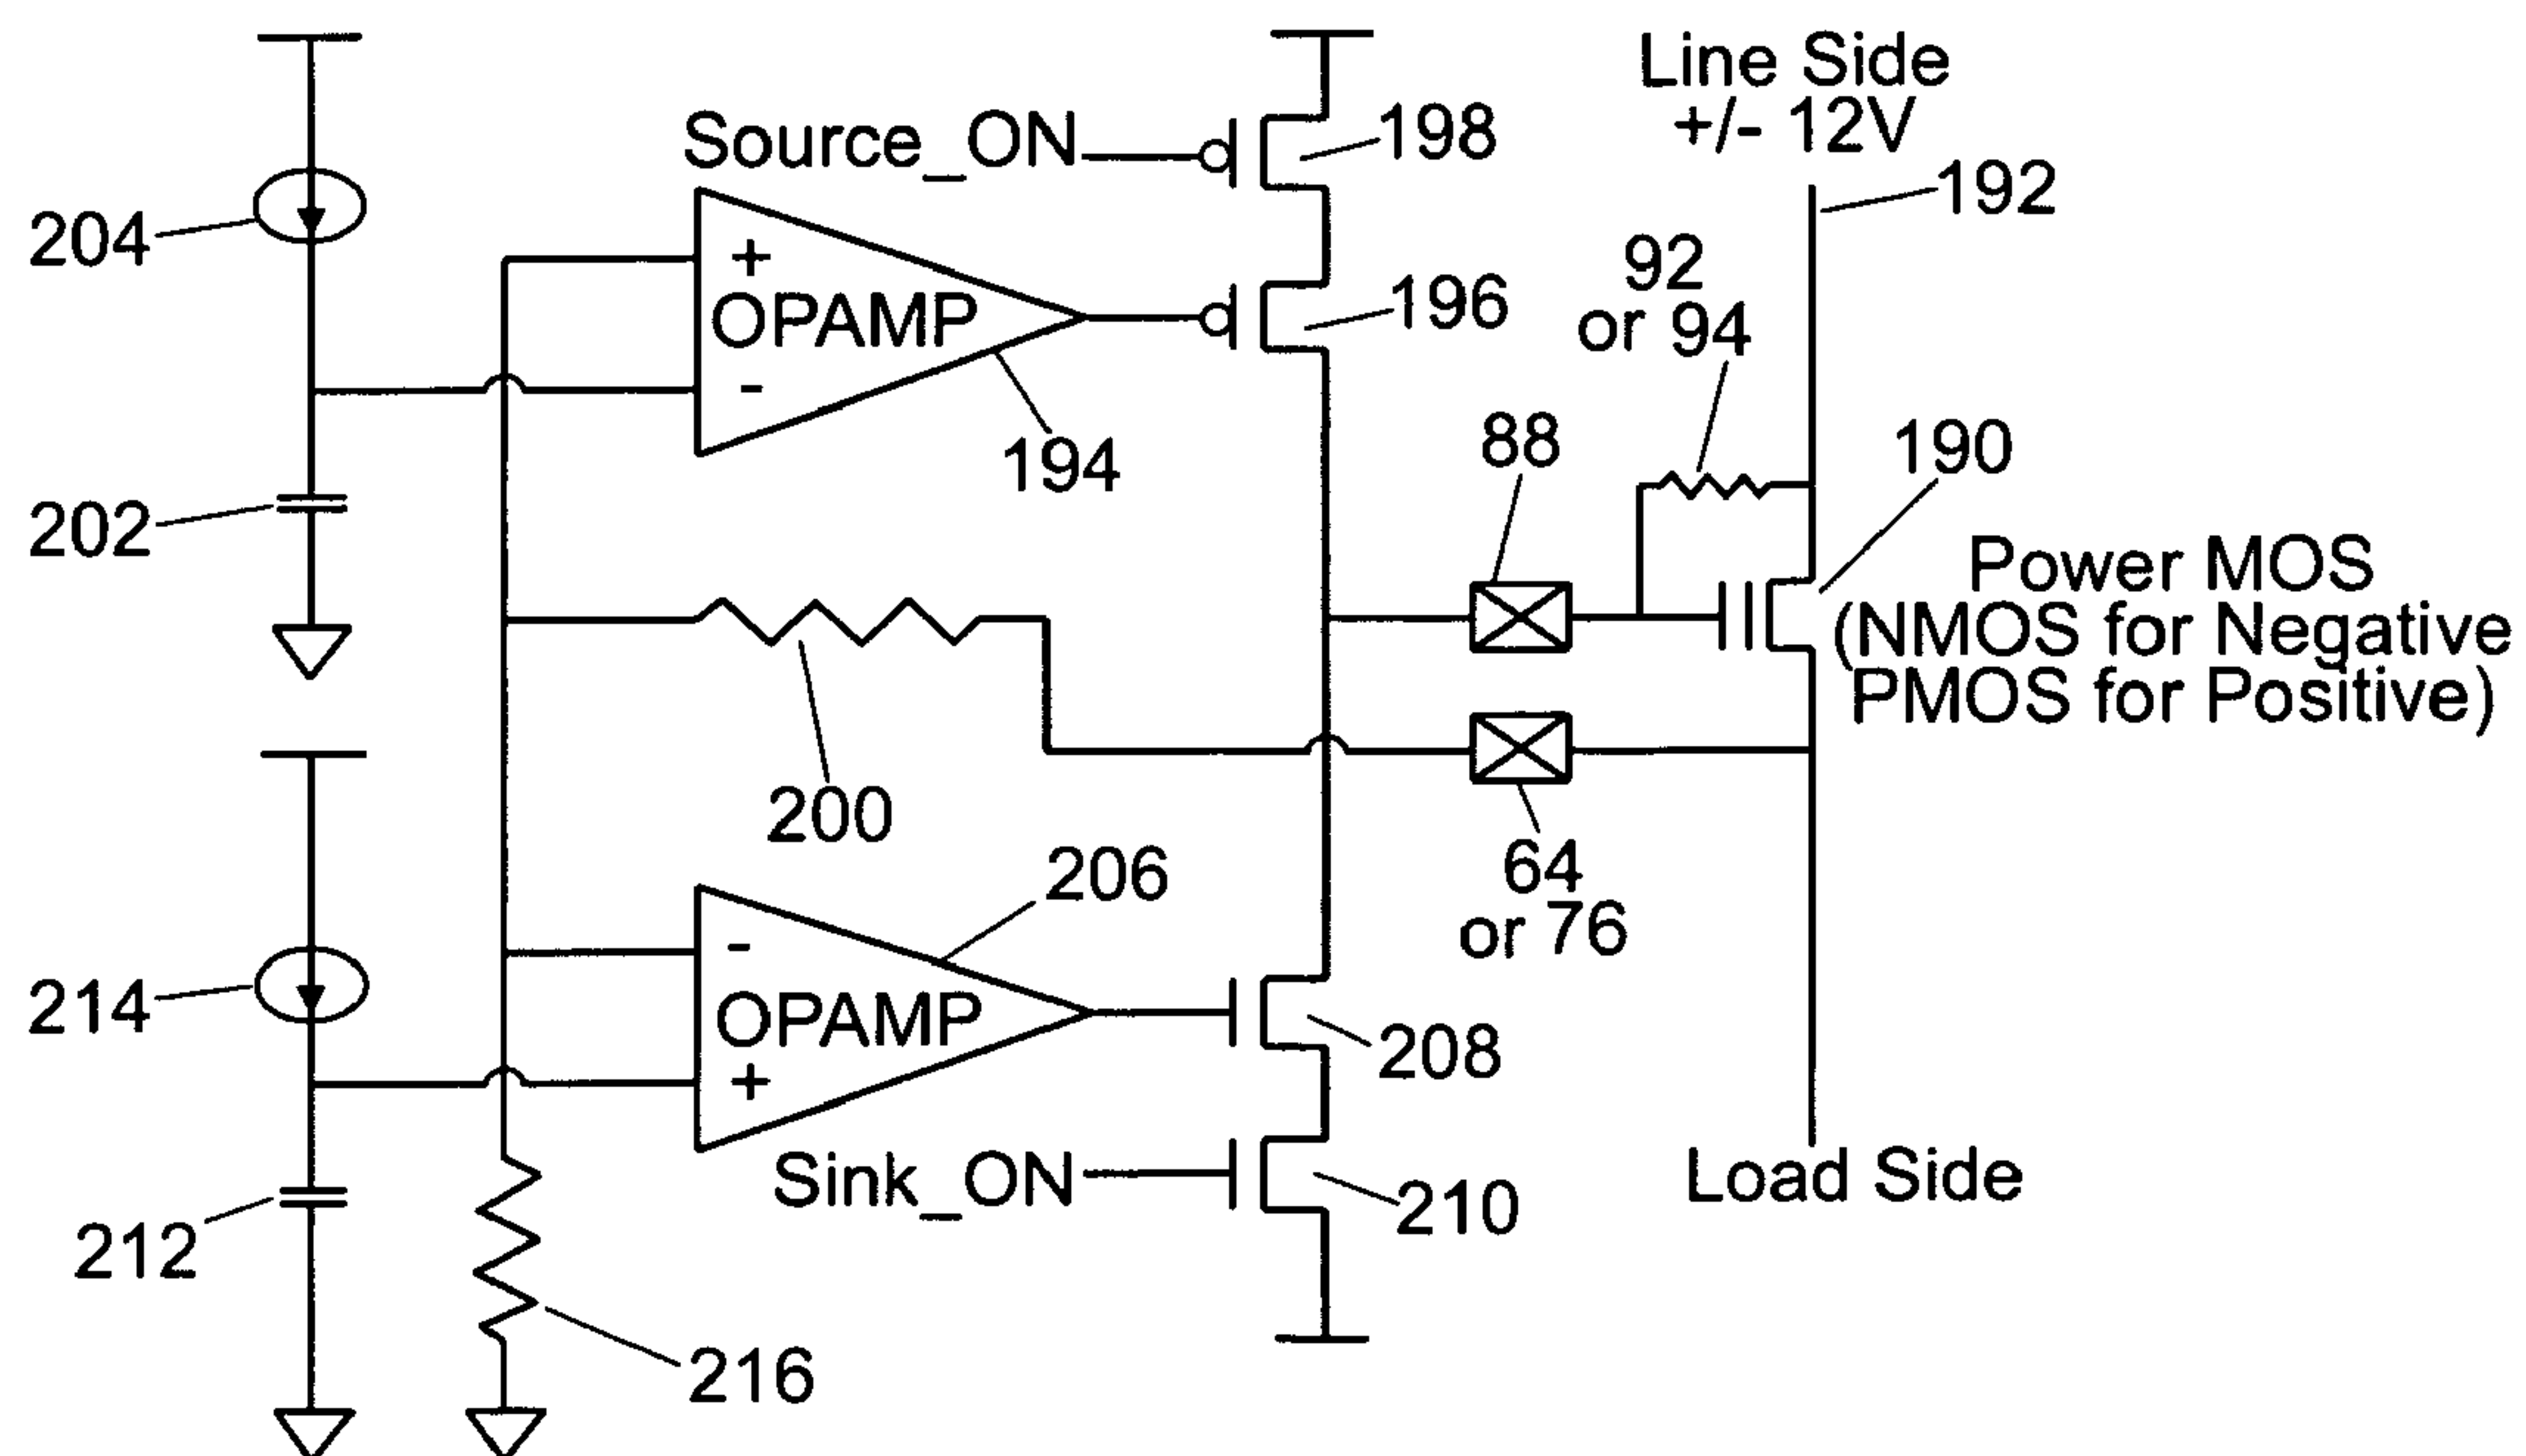 Line Side
+/- 12V
Source_ON
198
192
204
+
OPAMP
-
196
92
or 94
194
88
190
202
Power MOS
(NMOS for Negative
PMOS for Positive)
200
206
64
or 76
-
OPAMP
+
214
208
Sink_ON
Load Side
210
212
216